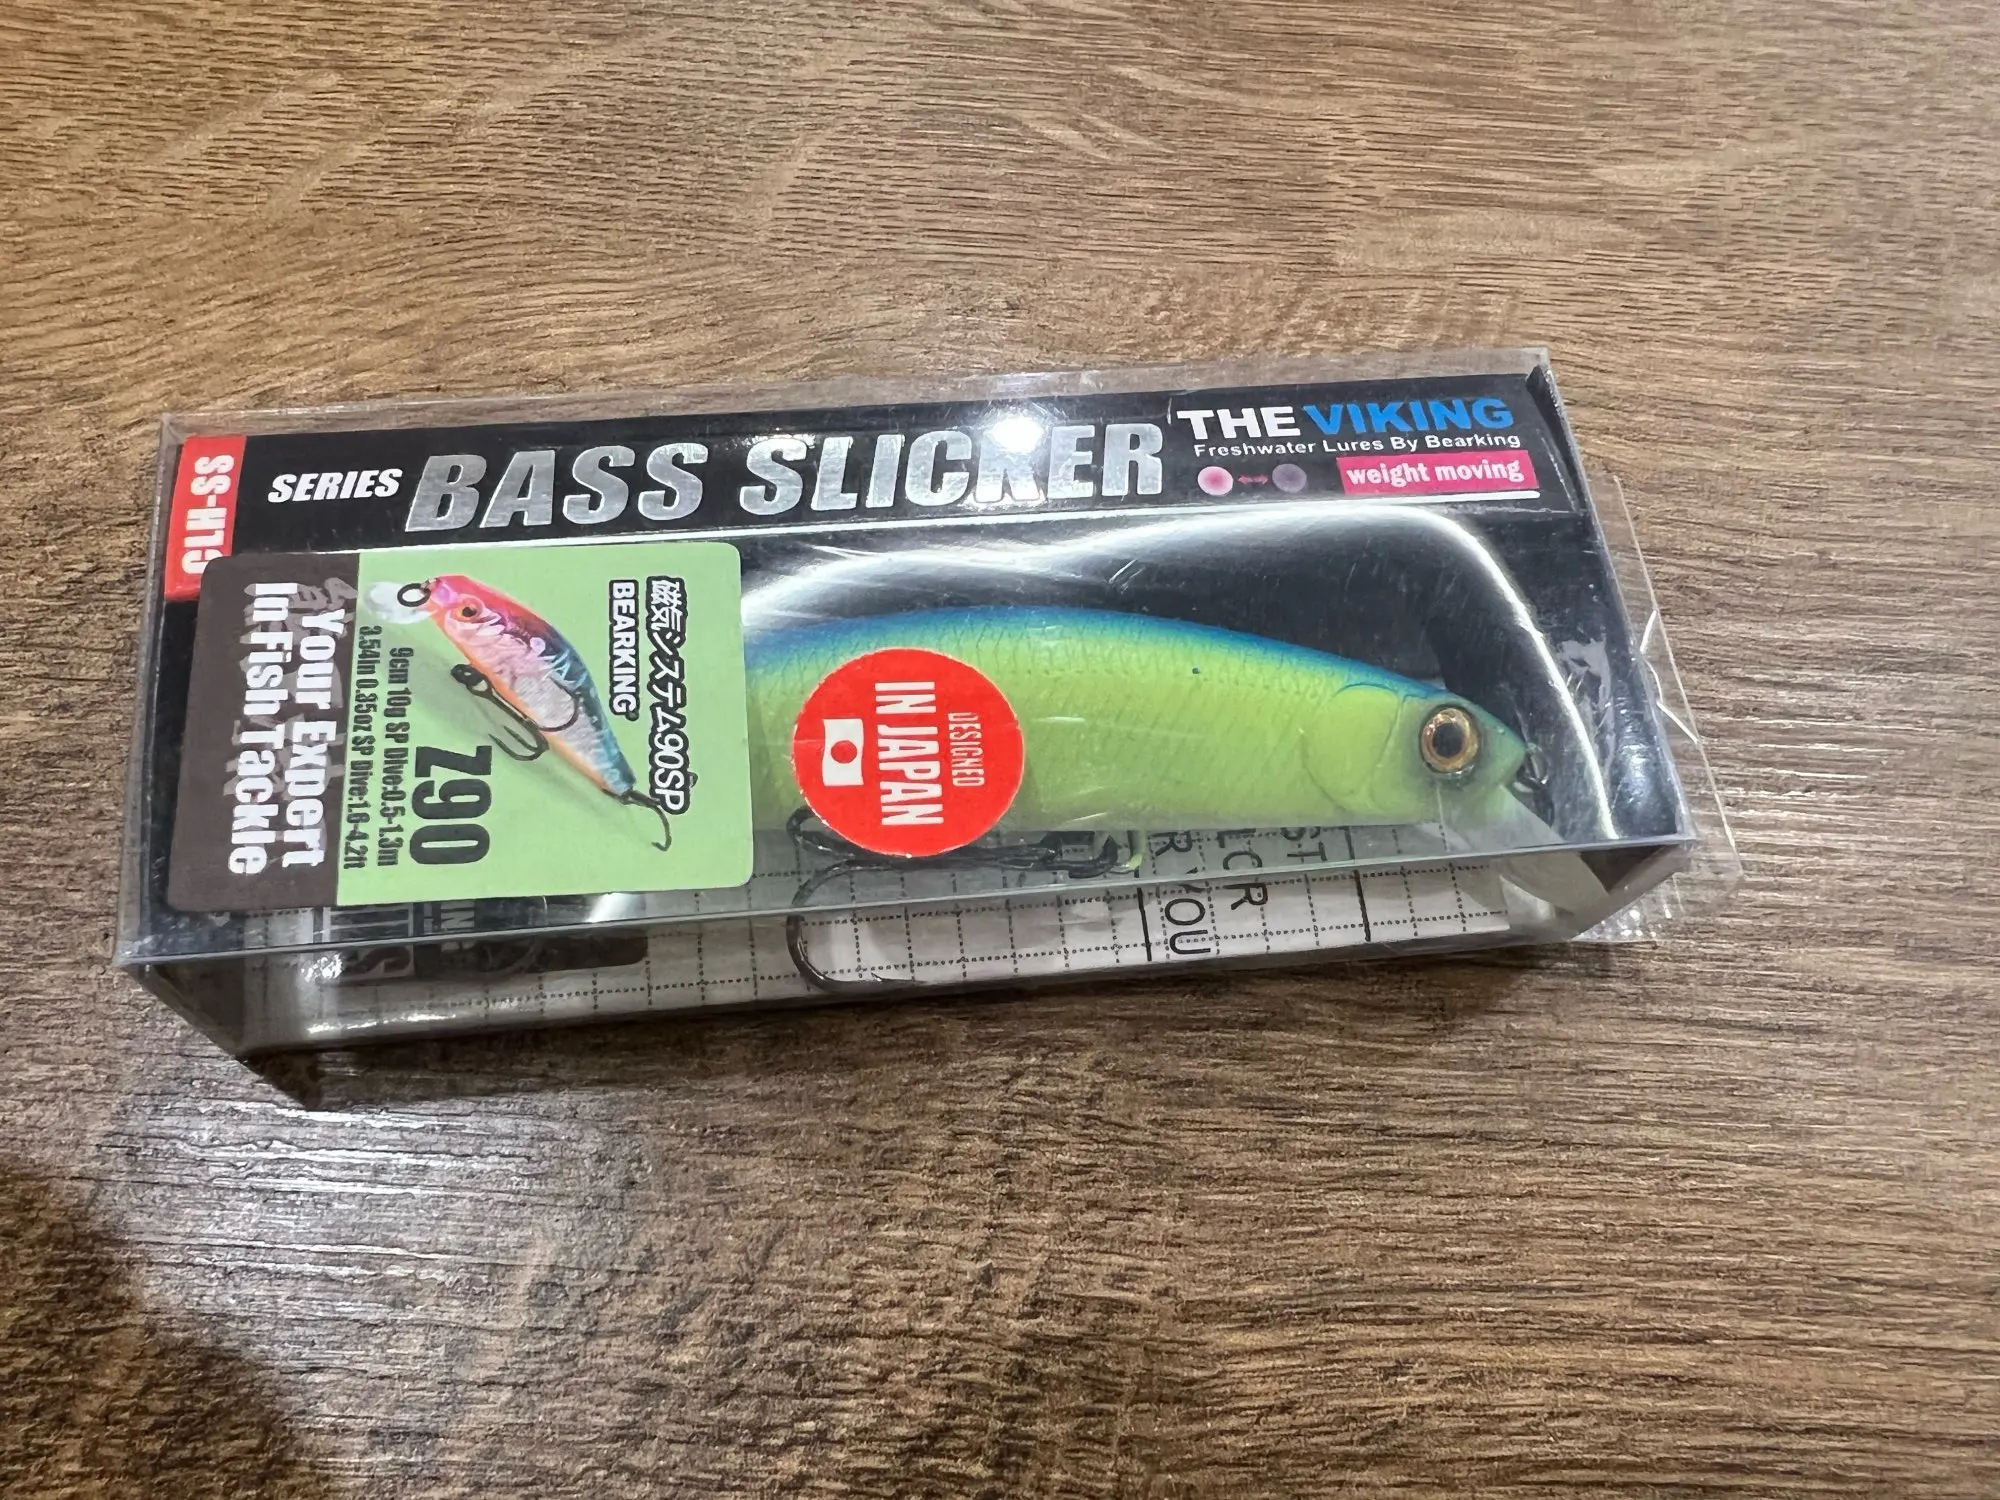 SERIES BASS SLICKER
THE VIKING
Freshwater Lures By Bearking
weight moving
磁気システム90SP
BEARKING®
Z90
9cm 10g SP Dive:0.5-1.3m
3.54in 0.35oz SP Dive:1.6-4.2ft
Your Expert
In Fish Tackle
DESIGNED
IN JAPAN
YOU